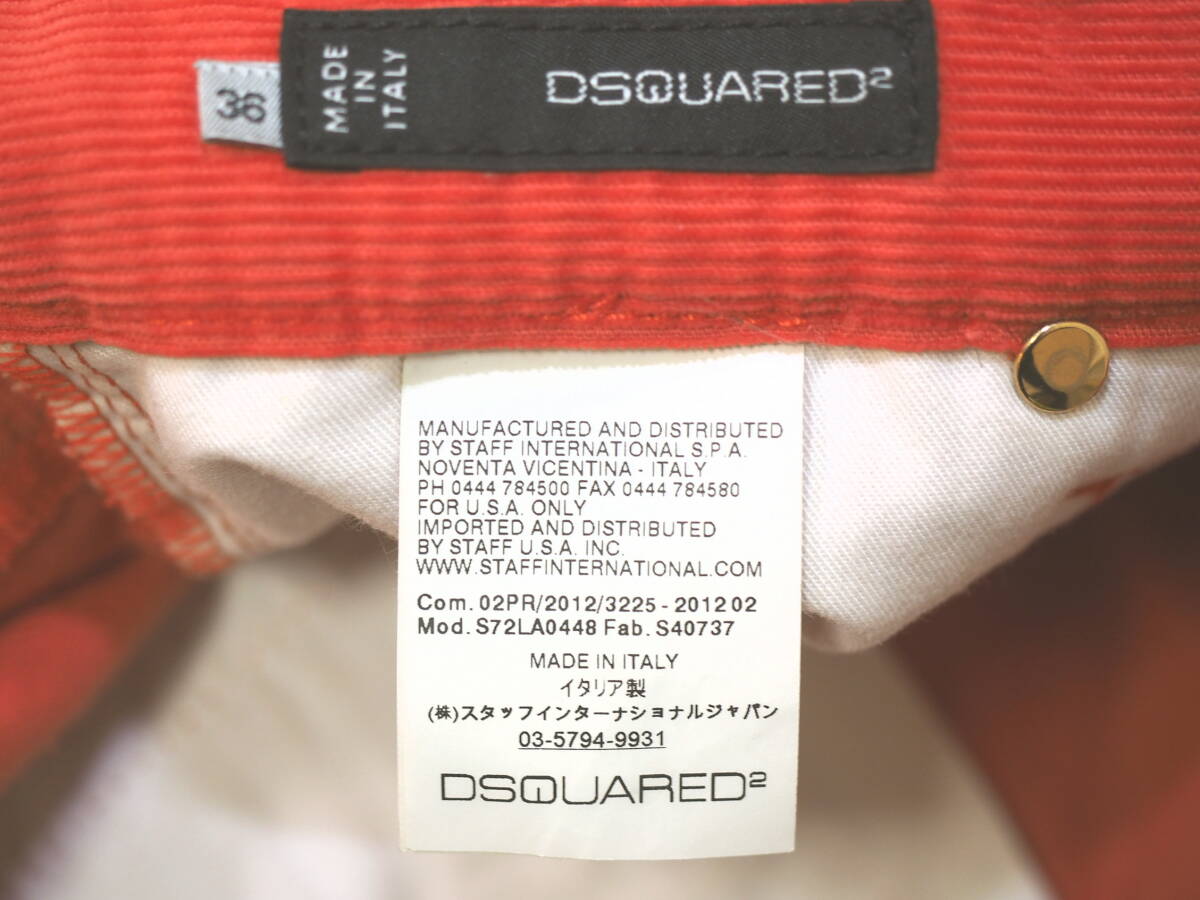 36
MADE
IN
ITALY
DSQUARED²
MANUFACTURED AND DISTRIBUTED
BY STAFF INTERNATIONAL S.P.A.
NOVENTA VICENTINA - ITALY
PH 0444 784500 FAX 0444 784580
FOR U.S.A. ONLY
IMPORTED AND DISTRIBUTED
BY STAFF U.S.A. INC.
WWW.STAFFINTERNATIONAL.COM
Com. 02PR/2012/3225 - 2012 02
Mod. S72LA0448 Fab. S40737
MADE IN ITALY
イタリア製
(株)スタッフインターナショナルジャパン
03-5794-9931
DSQUARED²